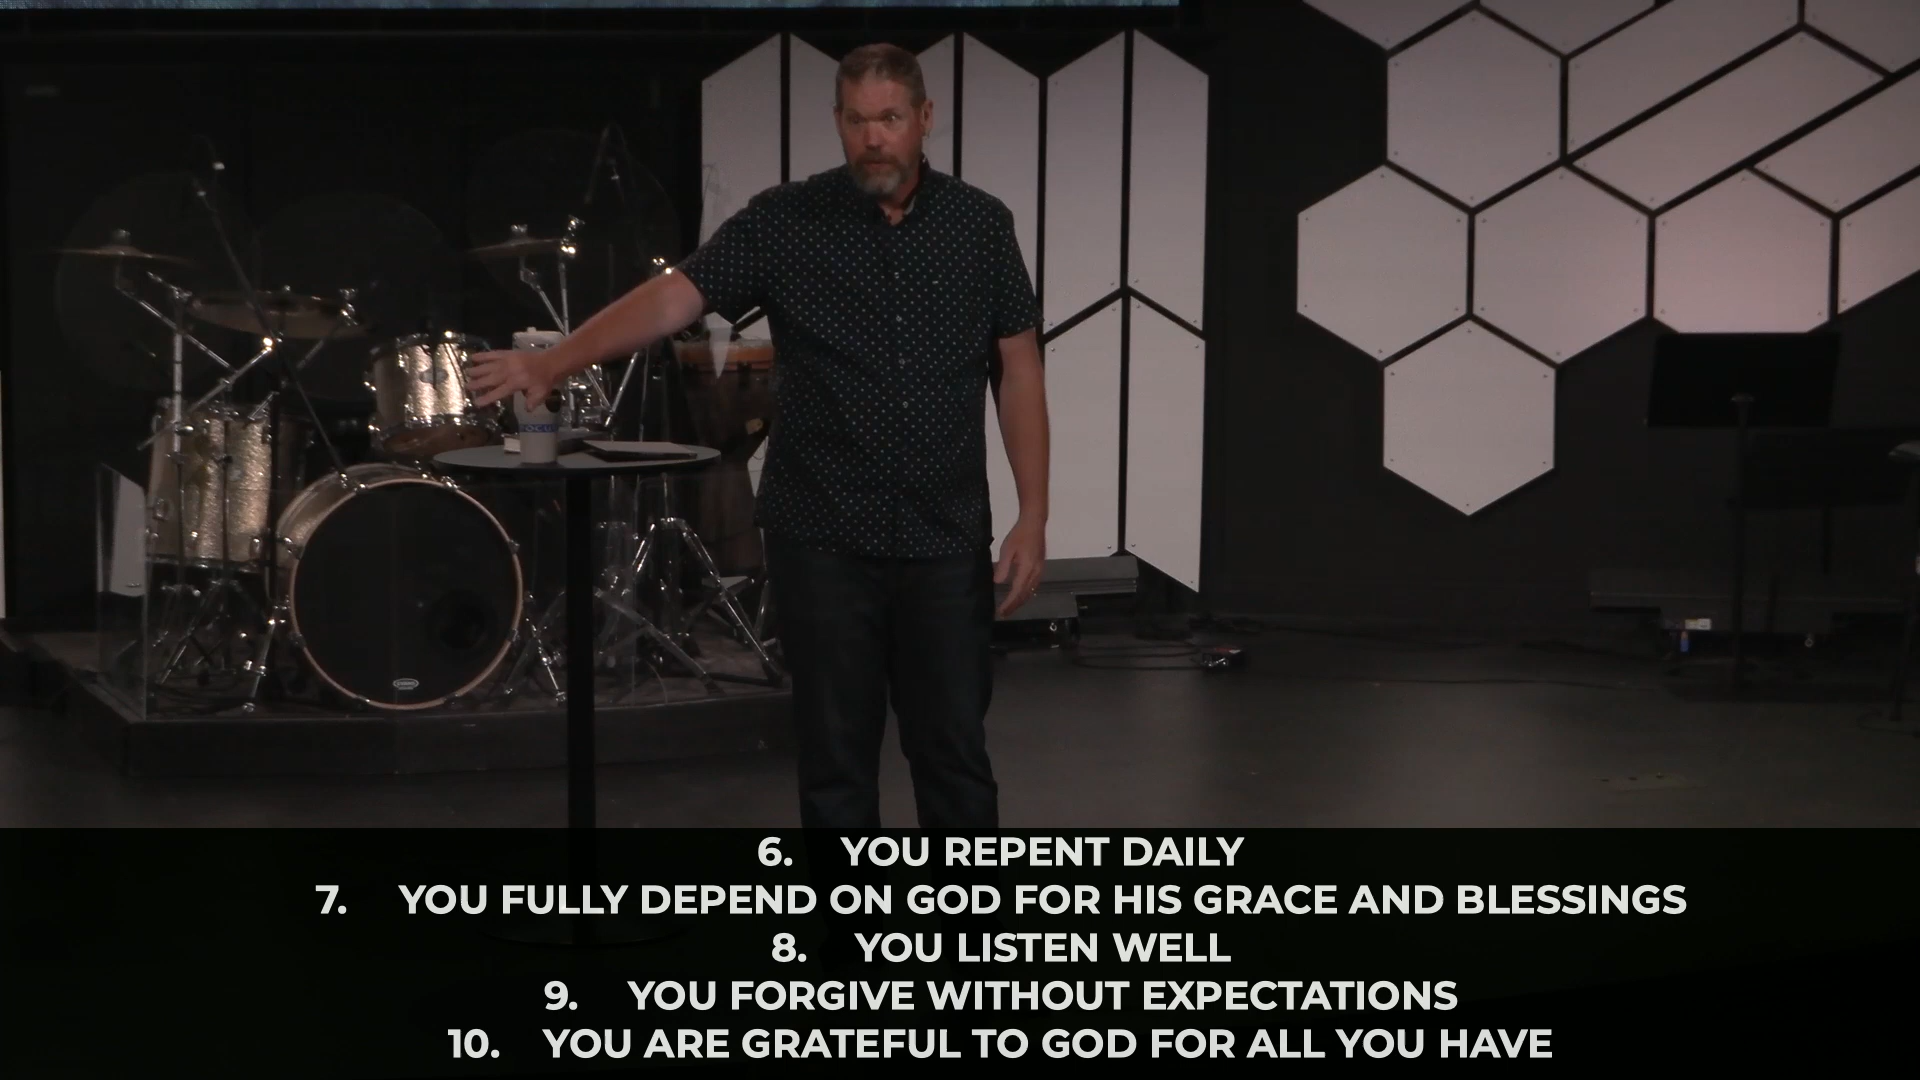 FOCUS
6. YOU REPENT DAILY
7. YOU FULLY DEPEND ON GOD FOR HIS GRACE AND BLESSINGS
8. YOU LISTEN WELL
9. YOU FORGIVE WITHOUT EXPECTATIONS
10. YOU ARE GRATEFUL TO GOD FOR ALL YOU HAVE